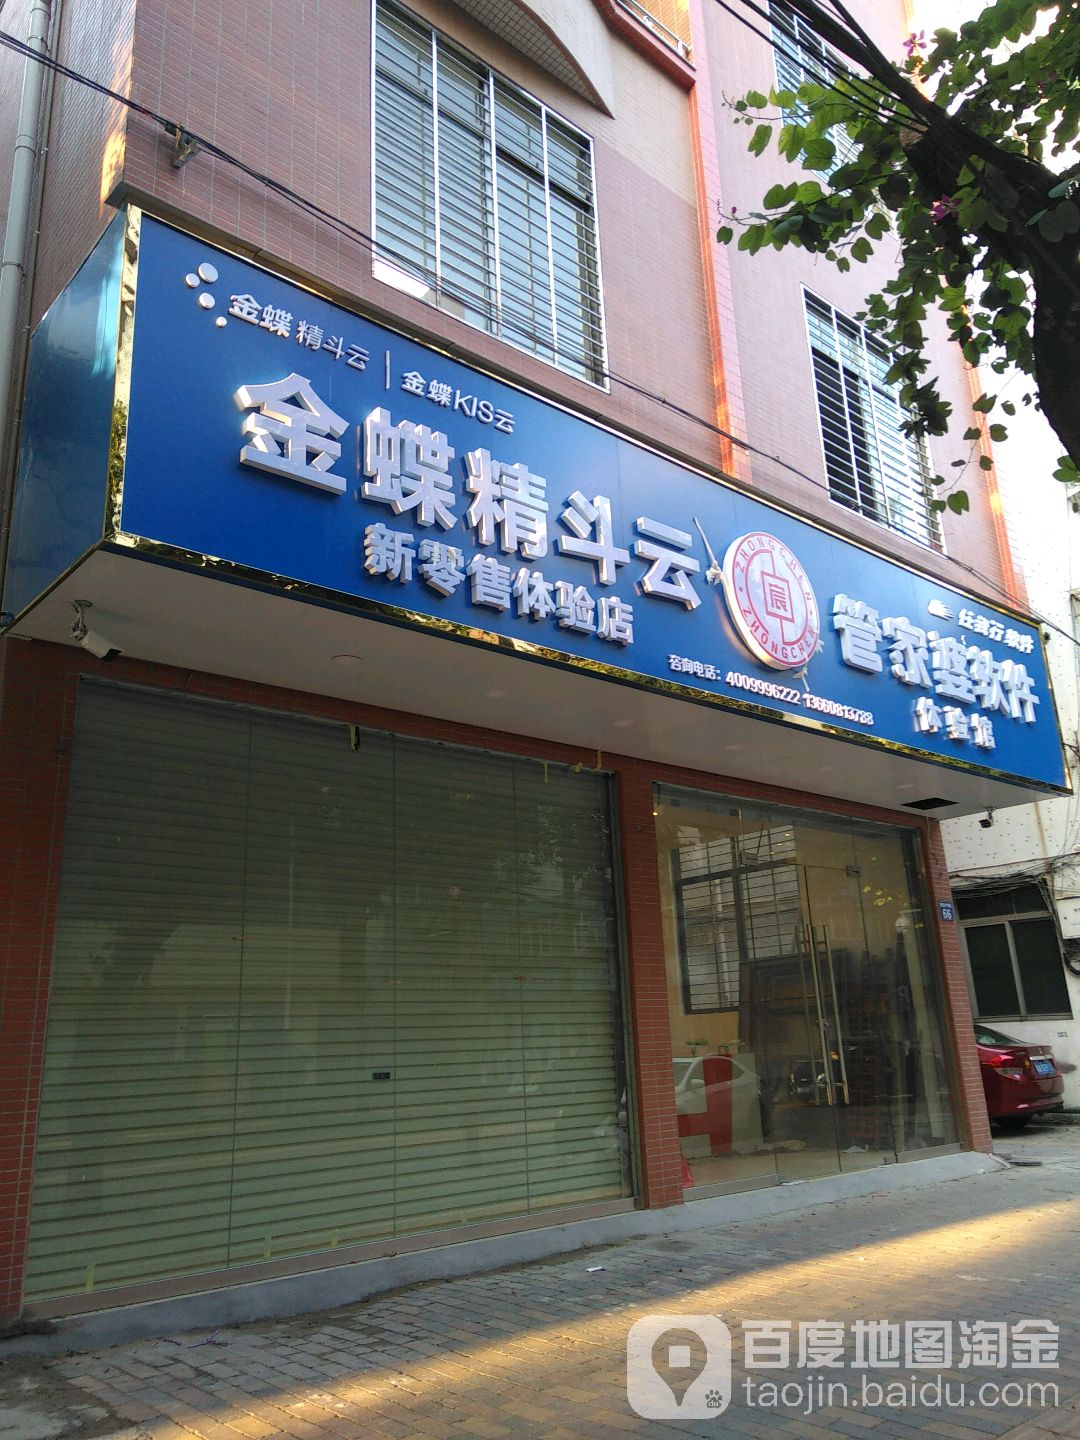 金蝶 精斗云 | 金蝶KIS云
金蝶精斗云
新零售体验店
ZHONGCHEN
宸
ZHONGCHEN
任我行 软件
管家婆软件
体验馆
咨询电话: 4009996222 13660813788
66
百度地图淘金
taojin.baidu.com